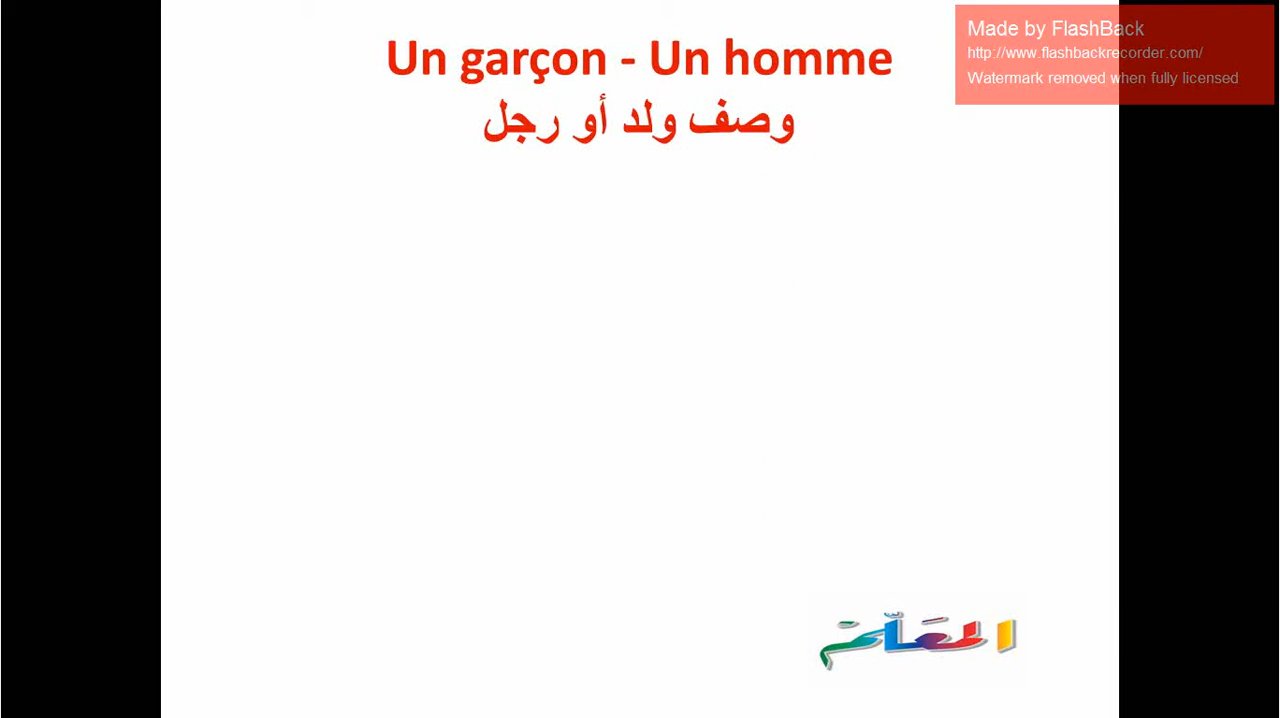 Un garçon - Un homme
وصف ولد أو رجل
Made by FlashBack
http://www.flashbackrecorder.com/
Watermark removed when fully licensed
المعلّم